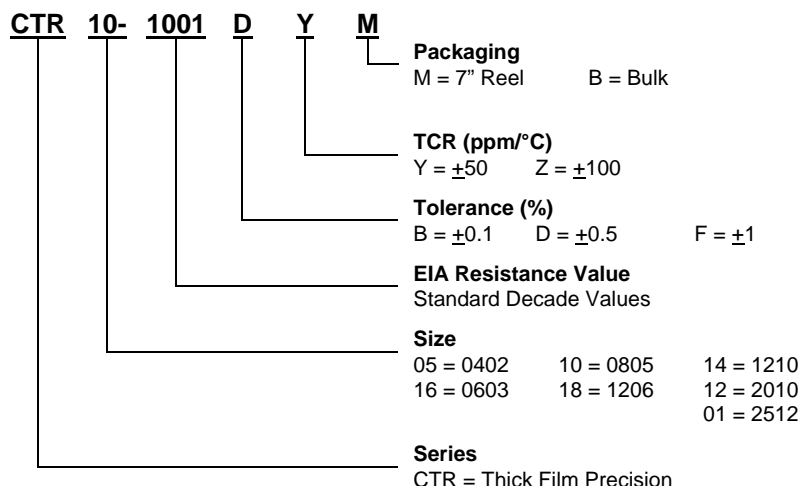 CTR 10- 1001 D Y M
Packaging
M = 7” Reel B = Bulk
TCR (ppm/°C)
Y = ±50 Z = ±100
Tolerance (%)
B = ±0.1 D = ±0.5 F = ±1
EIA Resistance Value
Standard Decade Values
Size
05 = 0402 10 = 0805 14 = 1210
16 = 0603 18 = 1206 12 = 2010
01 = 2512
Series
CTR = Thick Film Precision